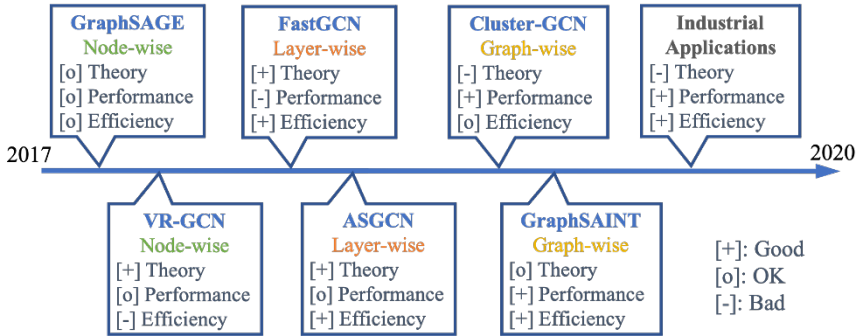 GraphSAGE
Node-wise
[o] Theory
[o] Performance
[o] Efficiency
FastGCN
Layer-wise
[+] Theory
[-] Performance
[+] Efficiency
Cluster-GCN
Graph-wise
[-] Theory
[+] Performance
[o] Efficiency
Industrial
Applications
[-] Theory
[+] Performance
[+] Efficiency
2017
2020
VR-GCN
Node-wise
[+] Theory
[o] Performance
[-] Efficiency
ASGCN
Layer-wise
[+] Theory
[o] Performance
[+] Efficiency
GraphSAINT
Graph-wise
[o] Theory
[+] Performance
[+] Efficiency
[+]: Good
[o]: OK
[-]: Bad